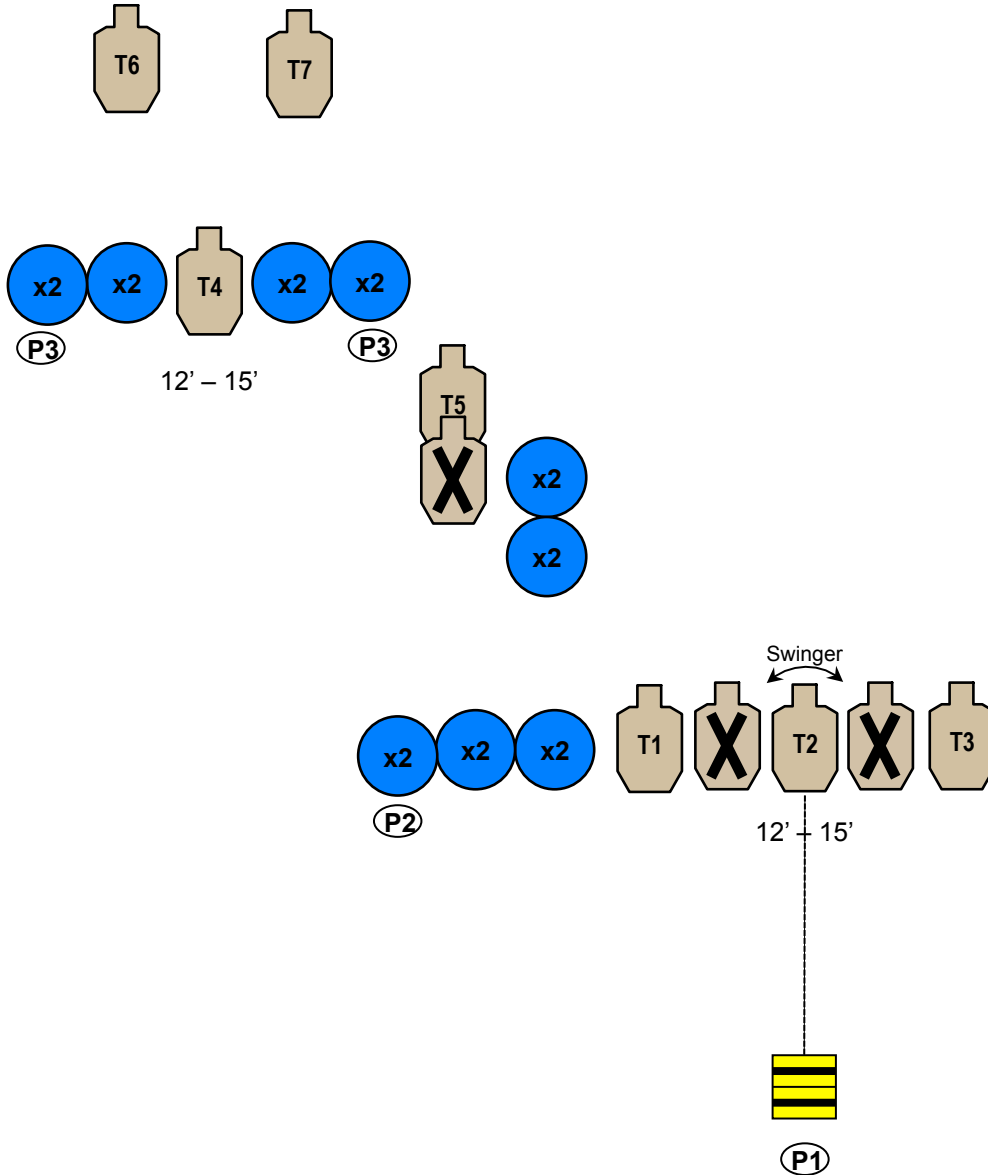 T6 T7
x2 x2 T4 x2 x2
P3 P3
12’ – 15’
T5
X
x2
x2
Swinger
x2 x2 x2 T1 X T2 X T3
P2
12’ – 15’
P1